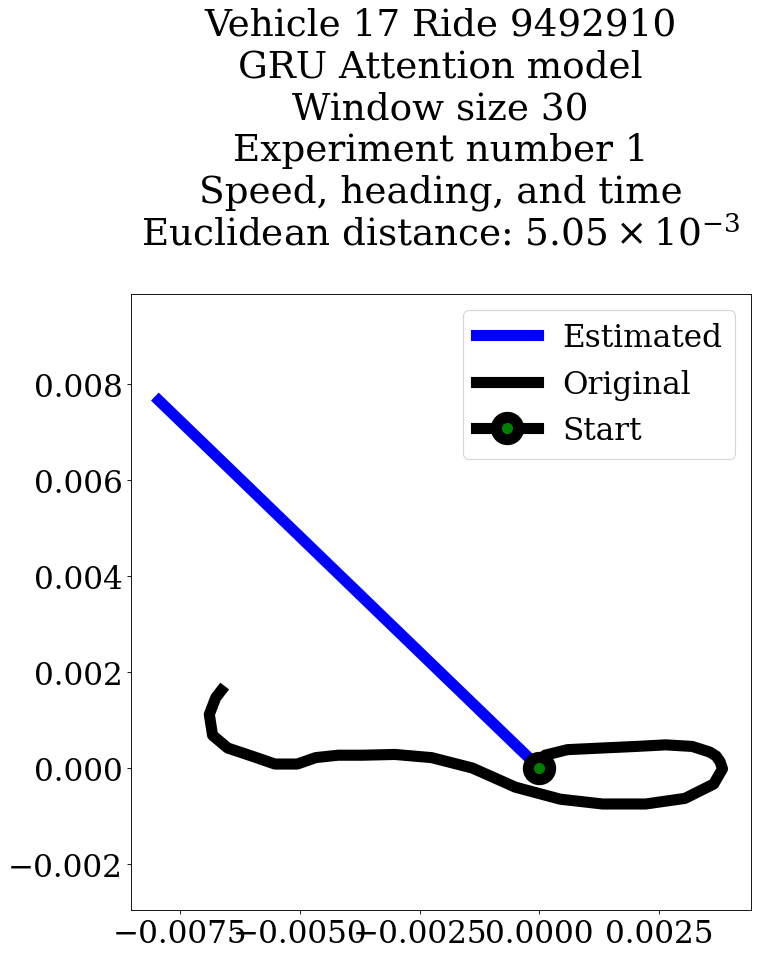 Vehicle 17 Ride 9492910
GRU Attention model
Window size 30
Experiment number 1
Speed, heading, and time
Euclidean distance: 5.05 × 10⁻³
Estimated
Original
Start
0.008
0.006
0.004
0.002
0.000
−0.002
−0.0075 −0.0050 −0.0025 0.0000 0.0025